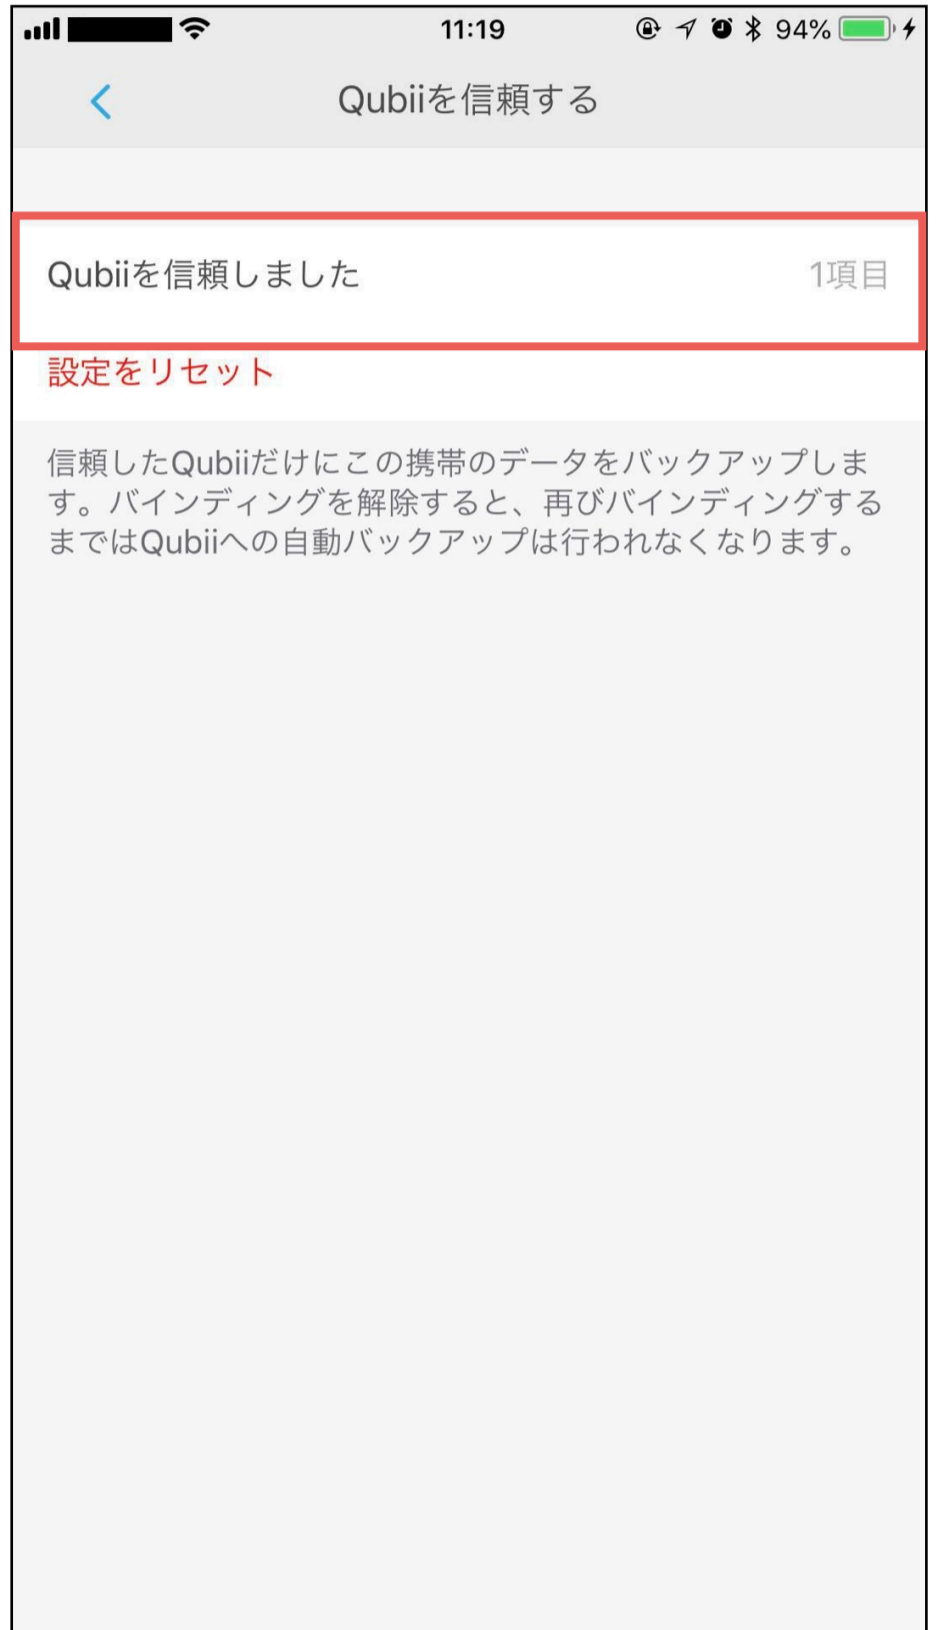 11:19
94%
Qubiiを信頼する
Qubiiを信頼しました
1項目
設定をリセット
信頼したQubiiだけにこの携帯のデータをバックアップしま
す。バインディングを解除すると、再びバインディングする
まではQubiiへの自動バックアップは行われなくなります。